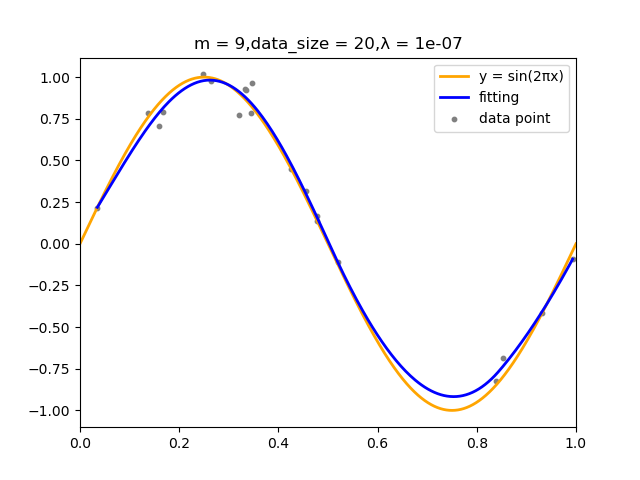 m = 9,data_size = 20,λ = 1e-07
y = sin(2πx)
fitting
data point
1.00
0.75
0.50
0.25
0.00
−0.25
−0.50
−0.75
−1.00
0.0 0.2 0.4 0.6 0.8 1.0